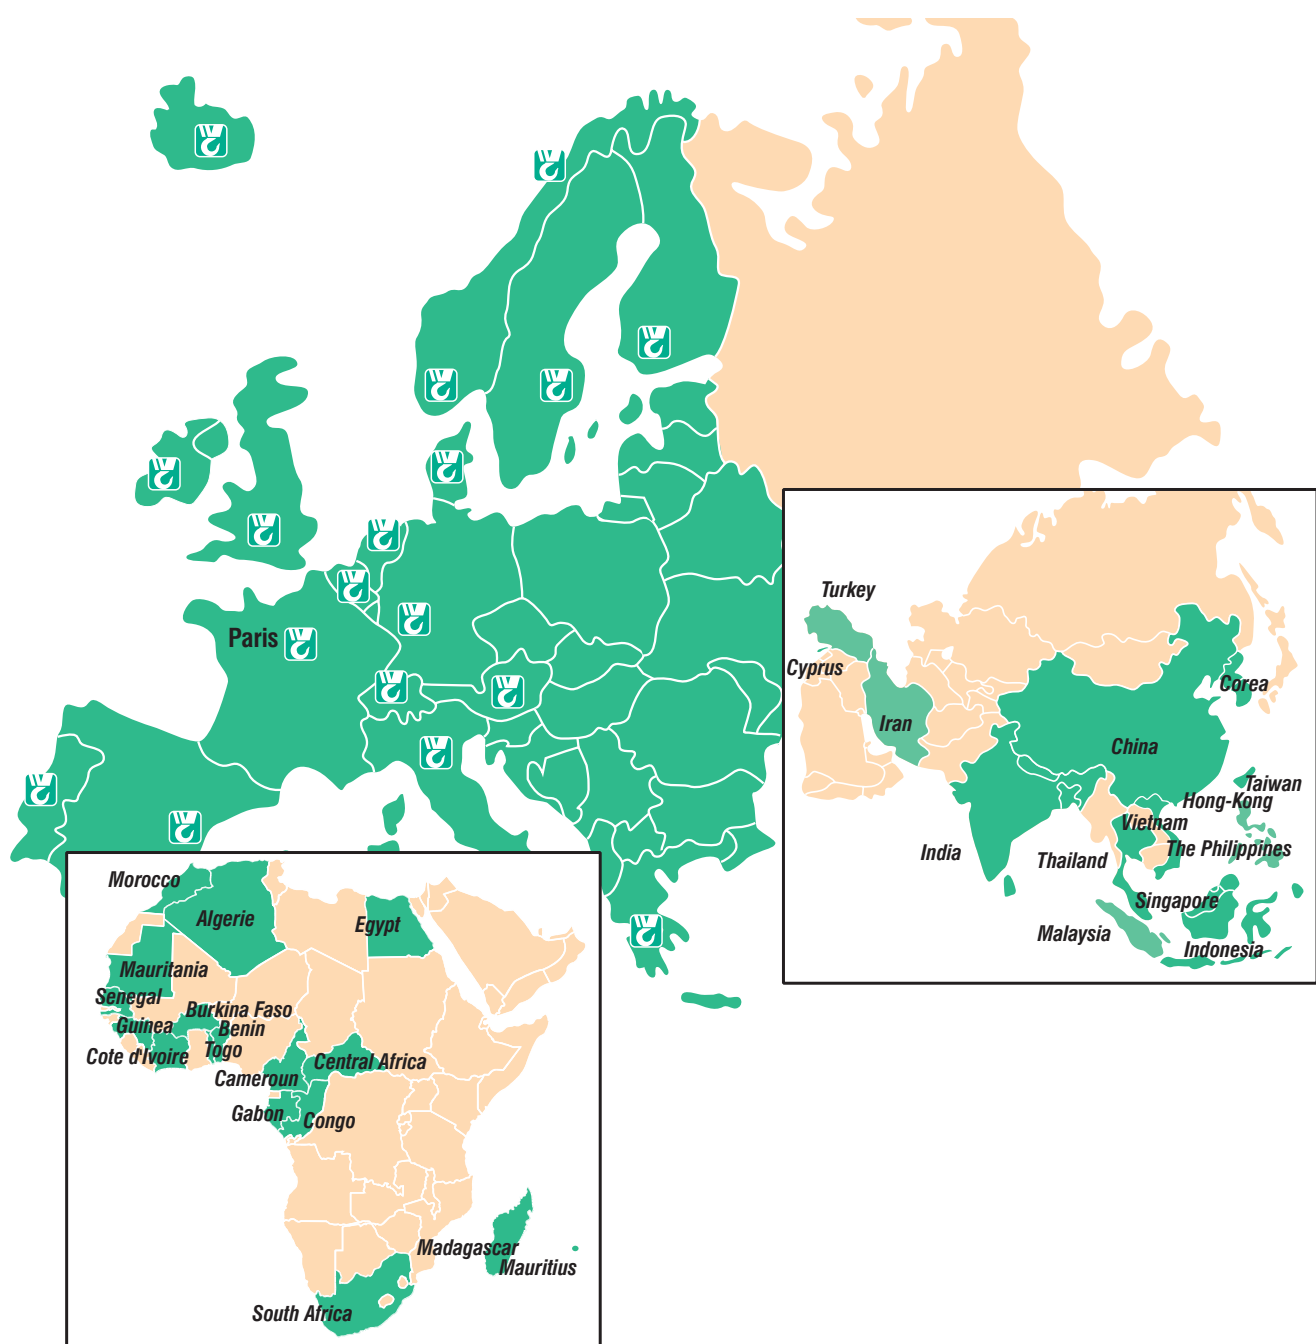 Paris
Turkey
Cyprus
Iran
Corea
China
Taiwan
Hong-Kong
Vietnam
The Philippines
India
Thailand
Singapore
Malaysia
Indonesia
Morocco
Algerie
Egypt
Mauritania
Senegal
Burkina Faso
Guinea
Benin
Cote d'Ivoire
Togo
Central Africa
Cameroun
Gabon
Congo
Madagascar
Mauritius
South Africa